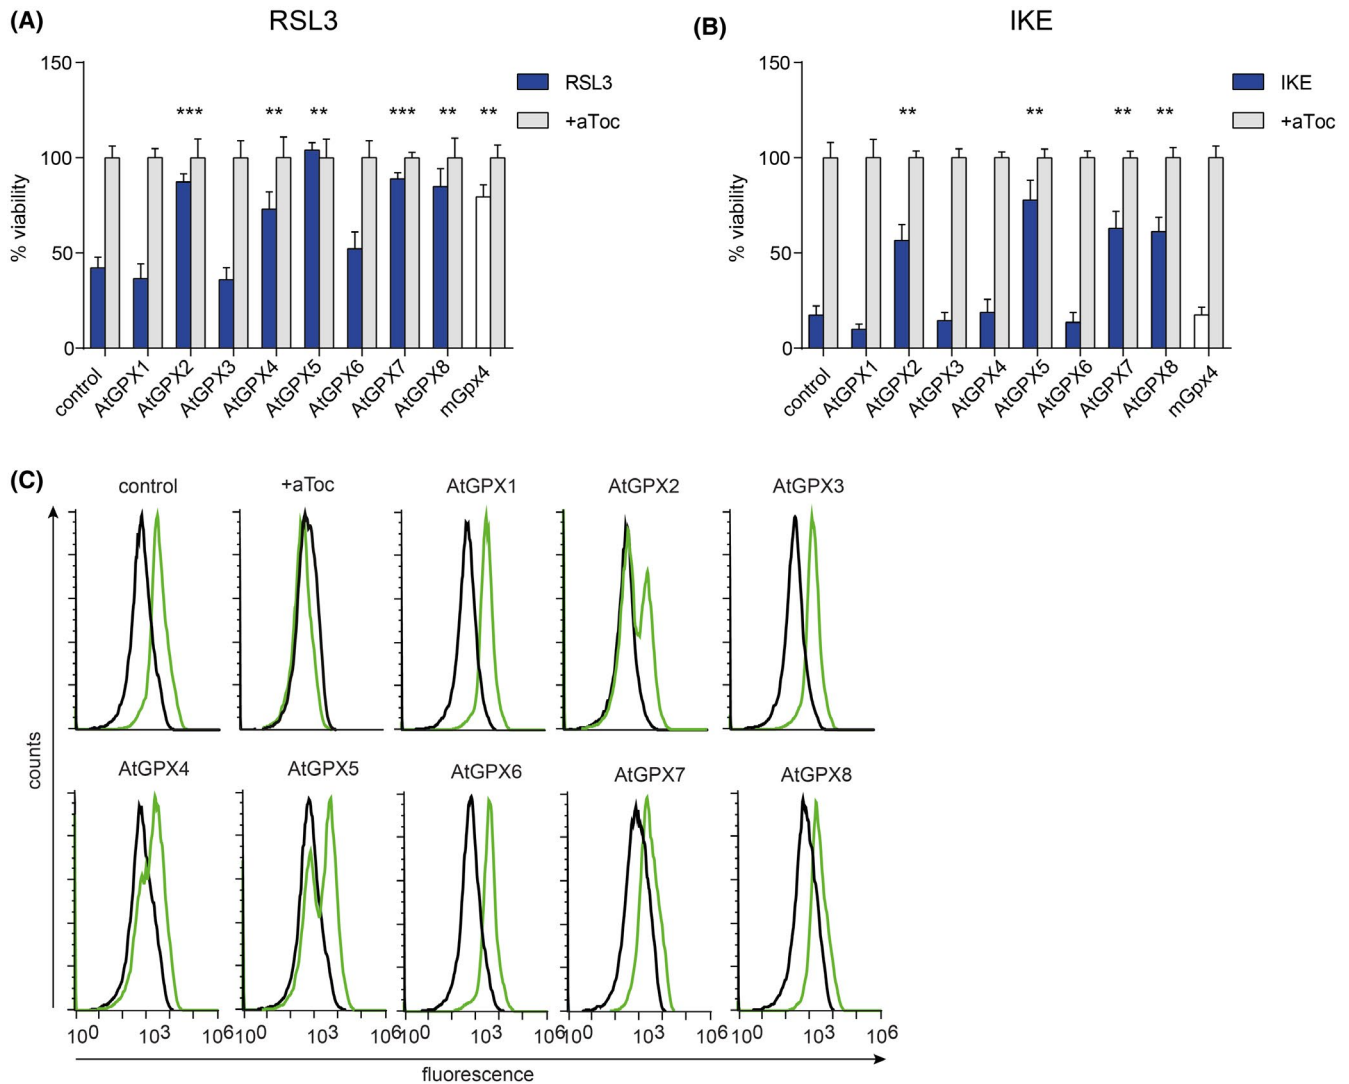 (A)
RSL3
150
100
50
0
% viability
*** ** ** *** ** **
RSL3
+aToc
control AtGPX1 AtGPX2 AtGPX3 AtGPX4 AtGPX5 AtGPX6 AtGPX7 AtGPX8 mGpx4
(B)
IKE
150
100
50
0
% viability
** ** ** **
IKE
+aToc
control AtGPX1 AtGPX2 AtGPX3 AtGPX4 AtGPX5 AtGPX6 AtGPX7 AtGPX8 mGpx4
(C)
control +aToc AtGPX1 AtGPX2 AtGPX3
AtGPX4 AtGPX5 AtGPX6 AtGPX7 AtGPX8
counts
10⁰ 10³ 10⁶ 10⁰ 10³ 10⁶ 10⁰ 10³ 10⁶ 10⁰ 10³ 10⁶ 10⁰ 10³ 10⁶
fluorescence